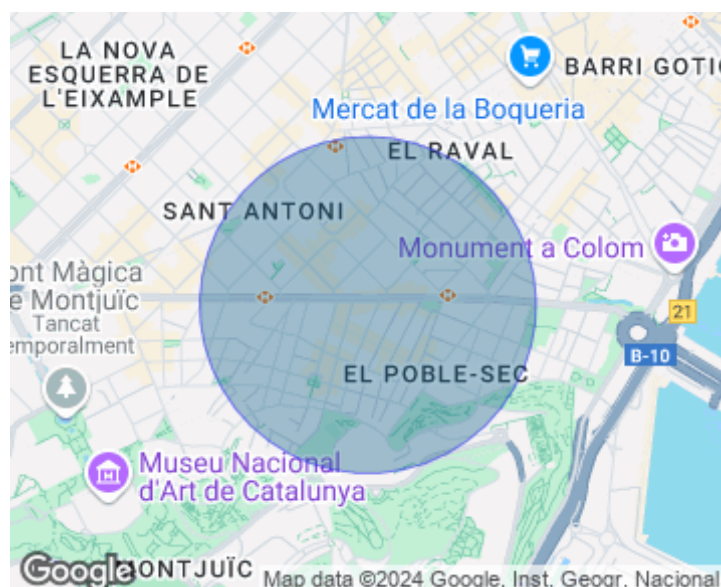 LA NOVA
ESQUERRA DE
L'EIXAMPLE
BARRI GOTIC
Mercat de la Boqueria
EL RAVAL
SANT ANTONI
Monument a Colom
ont Màgica
e Montjuïc
Tancat
emporalment
21
B-10
EL POBLE-SEC
Museu Nacional
d'Art de Catalunya
MONTJUÏC
Google
Map data ©2024 Google, Inst. Geogr. Nacional